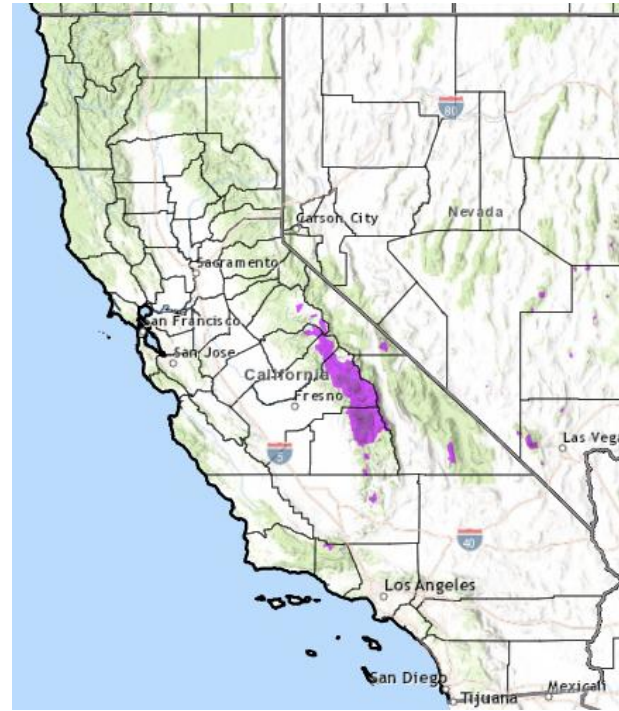 80
Nevada
Carson City
Sacramento
San Francisco
San Jose
California
Fresno
5
Las Vega
40
Los Angeles
San Diego
Tijuana
Mexicali